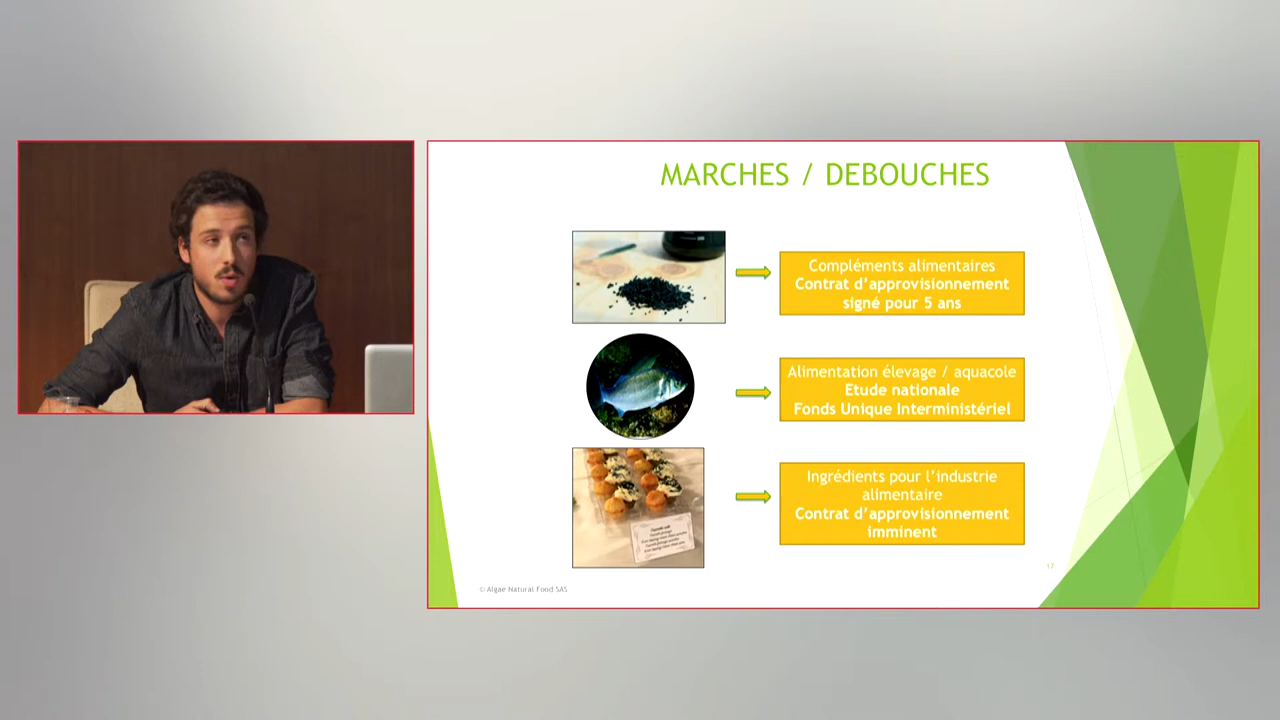 MARCHES / DEBOUCHES
Compléments alimentaires
Contrat d'approvisionnement
signé pour 5 ans
Alimentation élevage / aquacole
Etude nationale
Fonds Unique Interministériel
Ingrédients pour l'industrie
alimentaire
Contrat d'approvisionnement
imminent
17
© Algae Natural Food SAS